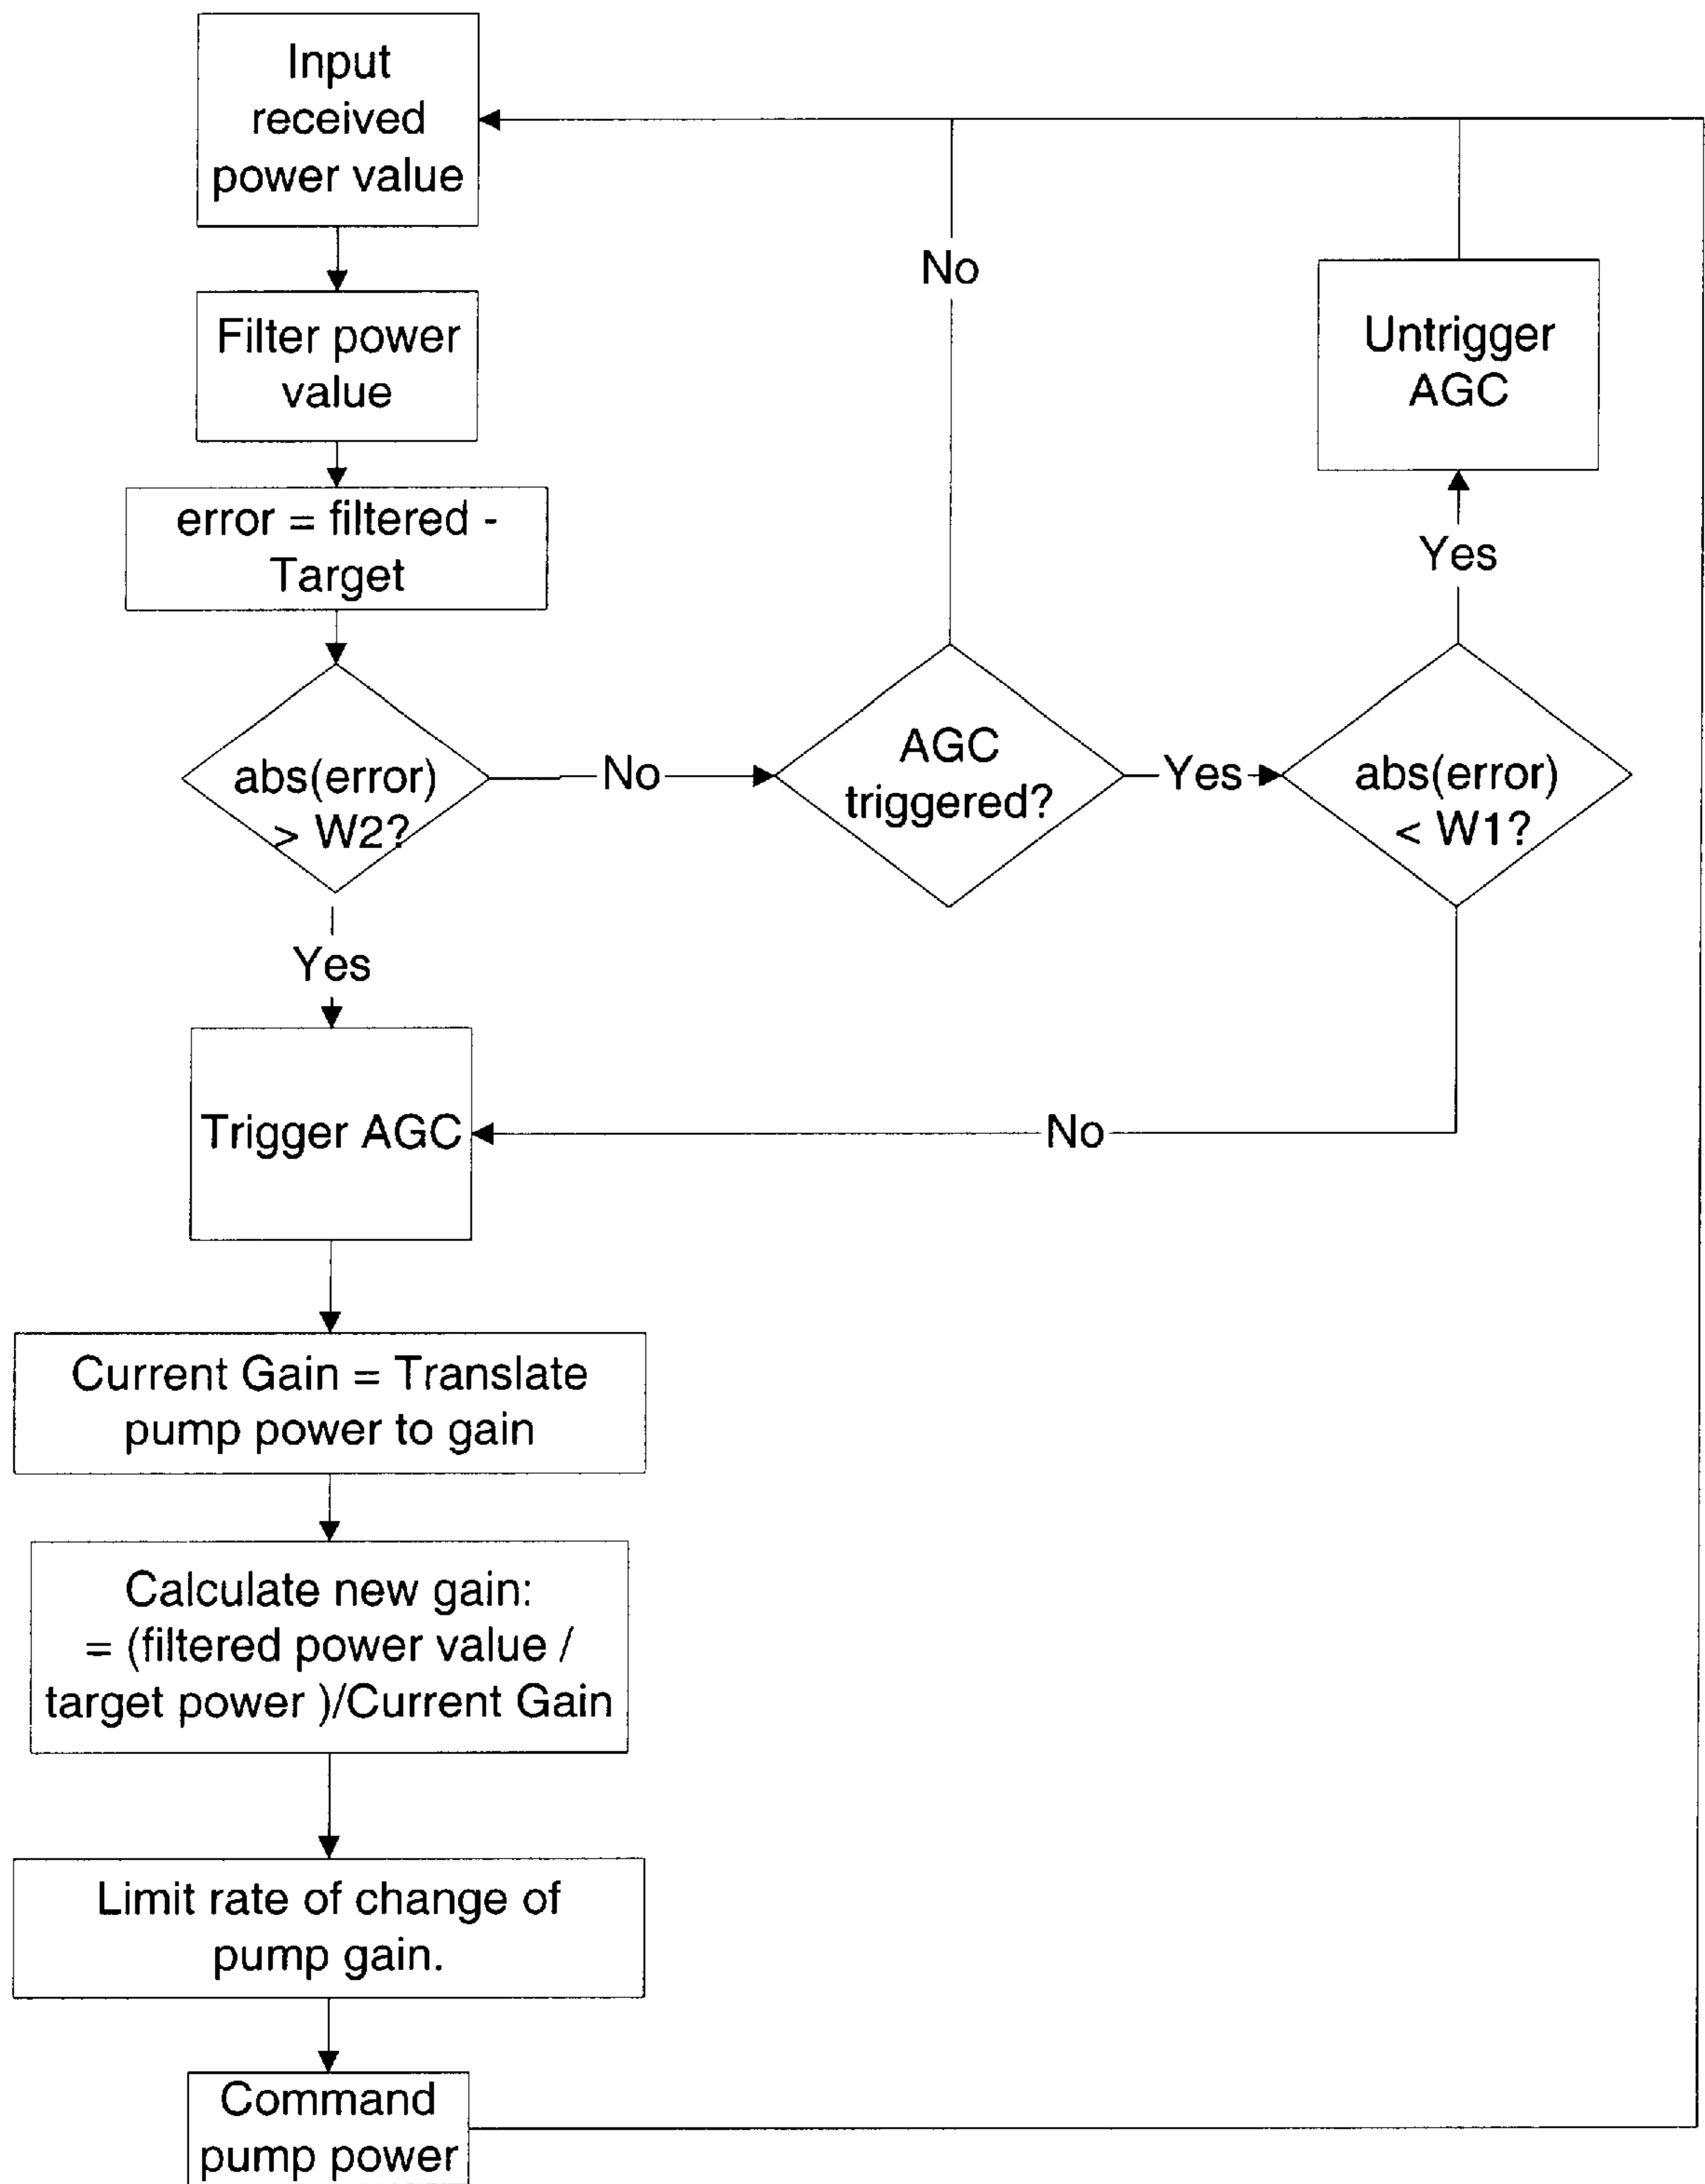 Input
received
power value
Filter power
value
error = filtered -
Target
abs(error)
> W2?
No
AGC
triggered?
No
Yes
abs(error)
< W1?
Yes
Untrigger
AGC
Yes
No
Trigger AGC
Current Gain = Translate
pump power to gain
Calculate new gain:
= (filtered power value /
target power )/Current Gain
Limit rate of change of
pump gain.
Command
pump power